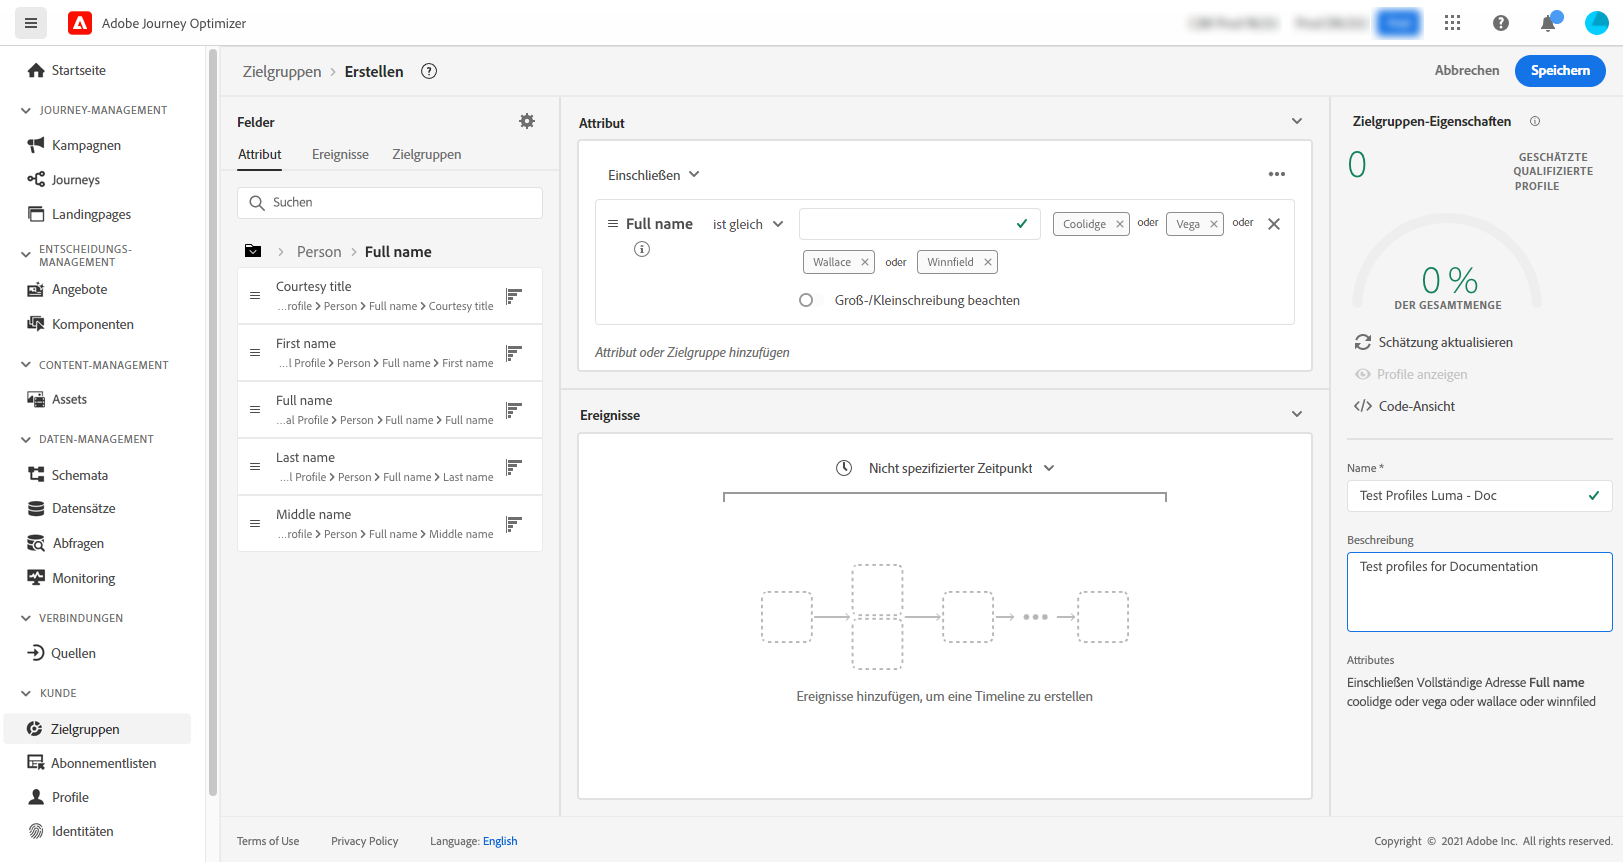 Adobe Journey Optimizer
Startseite
JOURNEY-MANAGEMENT
Kampagnen
Journeys
Landingpages
ENTSCHEIDUNGS-
MANAGEMENT
Angebote
Komponenten
CONTENT-MANAGEMENT
Assets
DATEN-MANAGEMENT
Schemata
Datensätze
Abfragen
Monitoring
VERBINDUNGEN
Quellen
KUNDE
Zielgruppen
Abonnementlisten
Profile
Identitäten
Zielgruppen > Erstellen
Abbrechen
Speichern
Felder
Attribut Ereignisse Zielgruppen
Suchen
> Person > Full name
Courtesy title
...rofile > Person > Full name > Courtesy title
First name
...l Profile > Person > Full name > First name
Full name
...al Profile > Person > Full name > Full name
Last name
...l Profile > Person > Full name > Last name
Middle name
...rofile > Person > Full name > Middle name
Attribut
Einschließen
Full name ist gleich Coolidge oder Vega oder
Wallace oder Winnfield
Groß-/Kleinschreibung beachten
Attribut oder Zielgruppe hinzufügen
Ereignisse
Nicht spezifizierter Zeitpunkt
Ereignisse hinzufügen, um eine Timeline zu erstellen
Zielgruppen-Eigenschaften
0
GESCHÄTZTE
QUALIFIZIERTE
PROFILE
0 %
DER GESAMTMENGE
Schätzung aktualisieren
Profile anzeigen
Code-Ansicht
Name *
Test Profiles Luma - Doc
Beschreibung
Test profiles for Documentation
Attributes
Einschließen Vollständige Adresse Full name
coolidge oder vega oder wallace oder winnfiled
Terms of Use Privacy Policy Language: English
Copyright © 2021 Adobe Inc. All rights reserved.